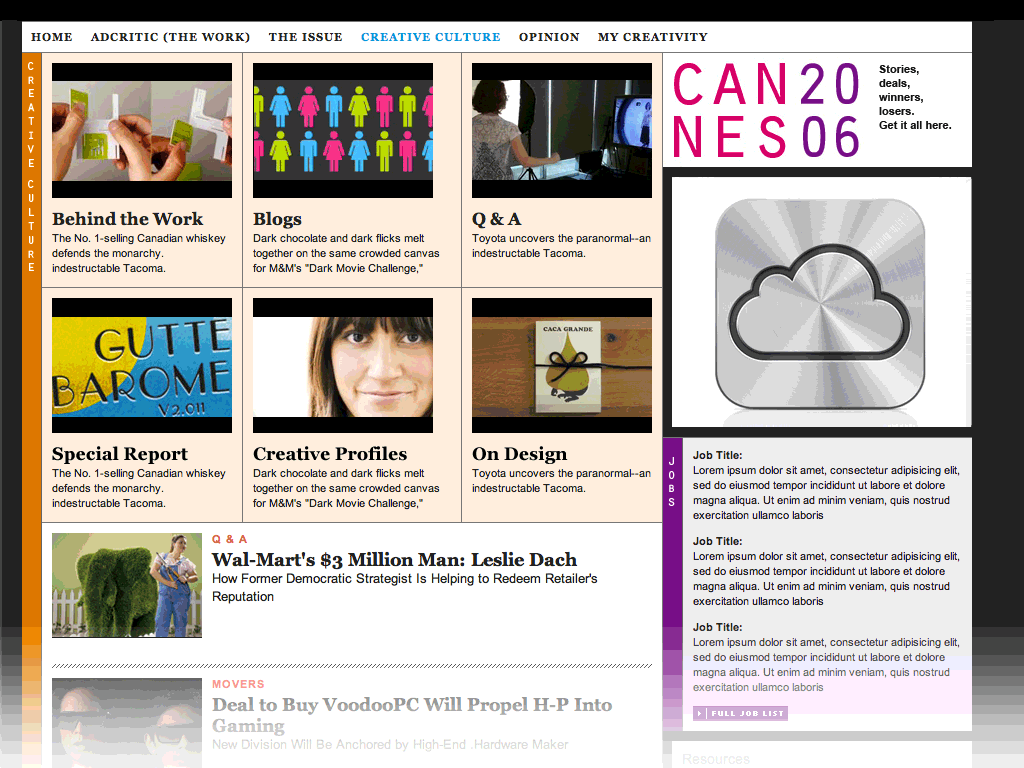 HOME ADCRITIC (THE WORK) THE ISSUE CREATIVE CULTURE OPINION MY CREATIVITY
CREATIVE CULTURE
Behind the Work
The No. 1-selling Canadian whiskey
defends the monarchy.
indestructable Tacoma.
Blogs
Dark chocolate and dark flicks melt
together on the same crowded canvas
for M&M's "Dark Movie Challenge,"
Q & A
Toyota uncovers the paranormal--an
indestructable Tacoma.
GUTTE
BAROME
V2.011
Special Report
The No. 1-selling Canadian whiskey
defends the monarchy.
indestructable Tacoma.
Creative Profiles
Dark chocolate and dark flicks melt
together on the same crowded canvas
for M&M's "Dark Movie Challenge,"
CACA GRANDE
On Design
Toyota uncovers the paranormal--an
indestructable Tacoma.
Q & A
Wal-Mart's $3 Million Man: Leslie Dach
How Former Democratic Strategist Is Helping to Redeem Retailer's
Reputation
MOVERS
Deal to Buy VoodooPC Will Propel H-P Into
Gaming
New Division Will Be Anchored by High-End .Hardware Maker
CAN20
NES06
Stories,
deals,
winners,
losers.
Get it all here.
JOBS
Job Title:
Lorem ipsum dolor sit amet, consectetur adipisicing elit,
sed do eiusmod tempor incididunt ut labore et dolore
magna aliqua. Ut enim ad minim veniam, quis nostrud
exercitation ullamco laboris
Job Title:
Lorem ipsum dolor sit amet, consectetur adipisicing elit,
sed do eiusmod tempor incididunt ut labore et dolore
magna aliqua. Ut enim ad minim veniam, quis nostrud
exercitation ullamco laboris
Job Title:
Lorem ipsum dolor sit amet, consectetur adipisicing elit,
sed do eiusmod tempor incididunt ut labore et dolore
magna aliqua. Ut enim ad minim veniam, quis nostrud
exercitation ullamco laboris
FULL JOB LIST
Resources